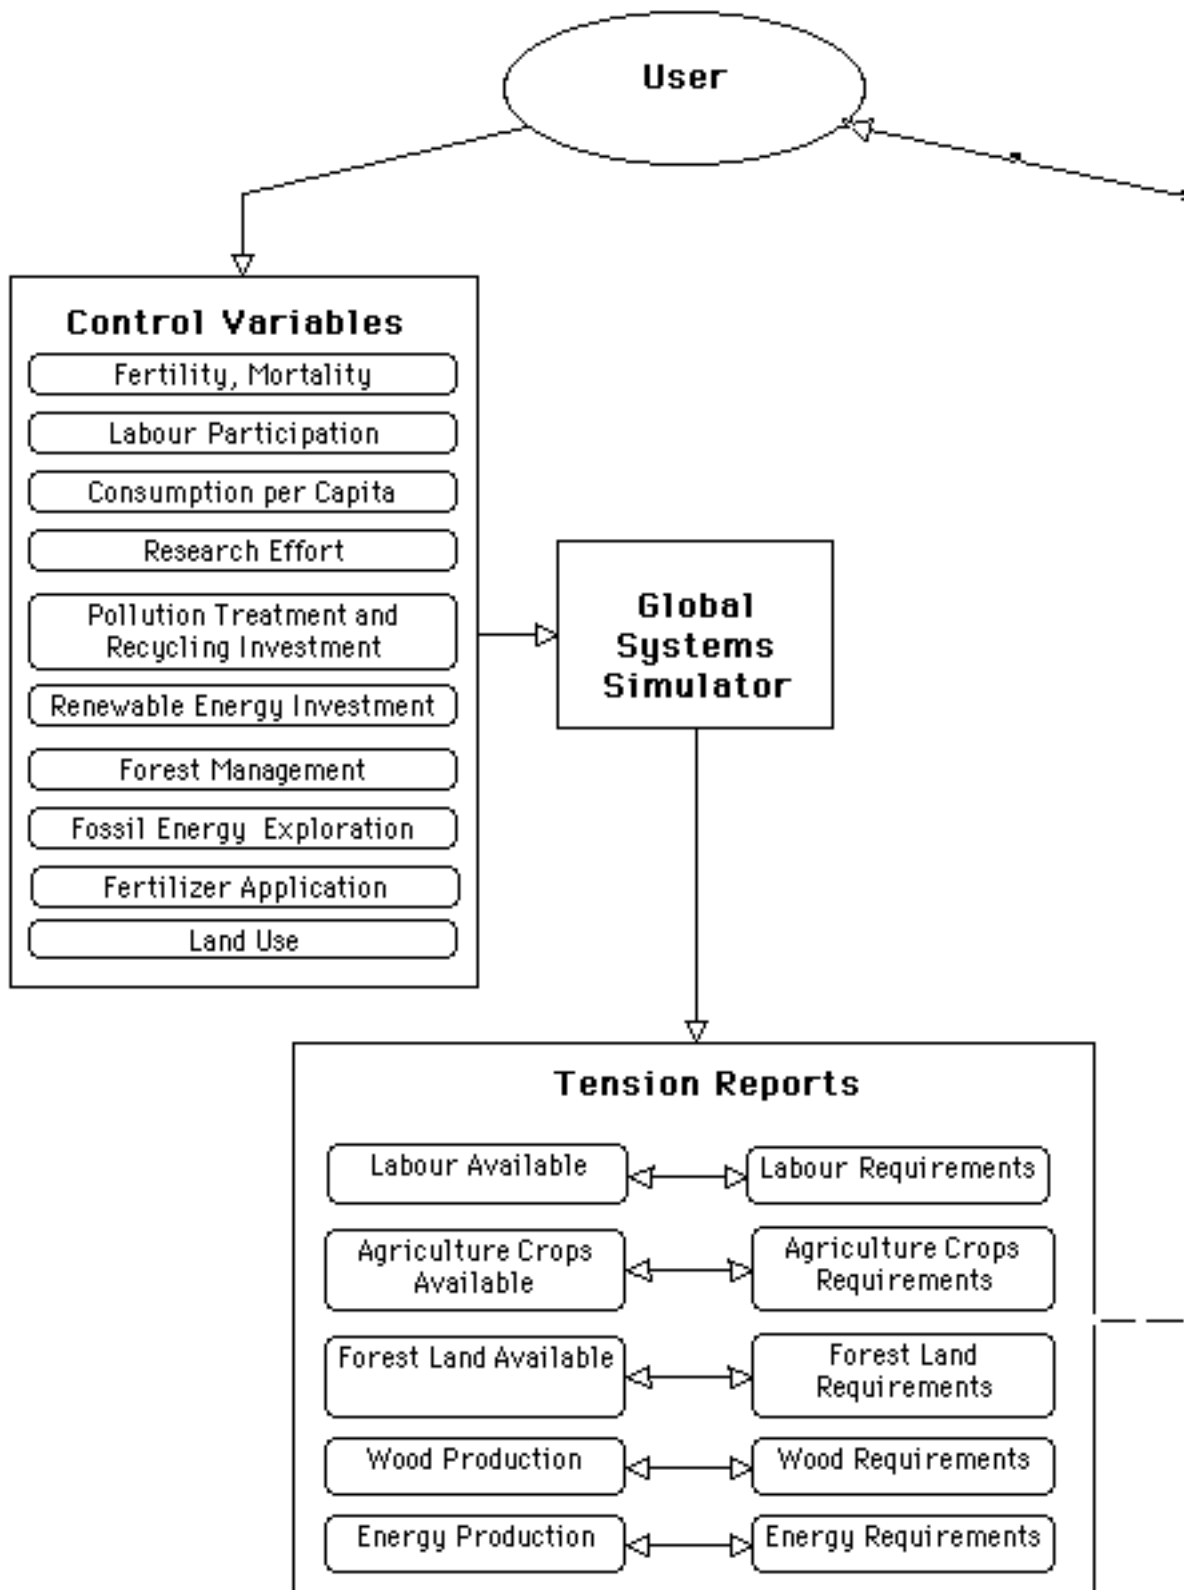 User
Control Variables
Fertility, Mortality
Labour Participation
Consumption per Capita
Research Effort
Pollution Treatment and
Recycling Investment
Renewable Energy Investment
Forest Management
Fossil Energy Exploration
Fertilizer Application
Land Use
Global
Systems
Simulator
Tension Reports
Labour Available
Labour Requirements
Agriculture Crops
Available
Agriculture Crops
Requirements
Forest Land Available
Forest Land
Requirements
Wood Production
Wood Requirements
Energy Production
Energy Requirements